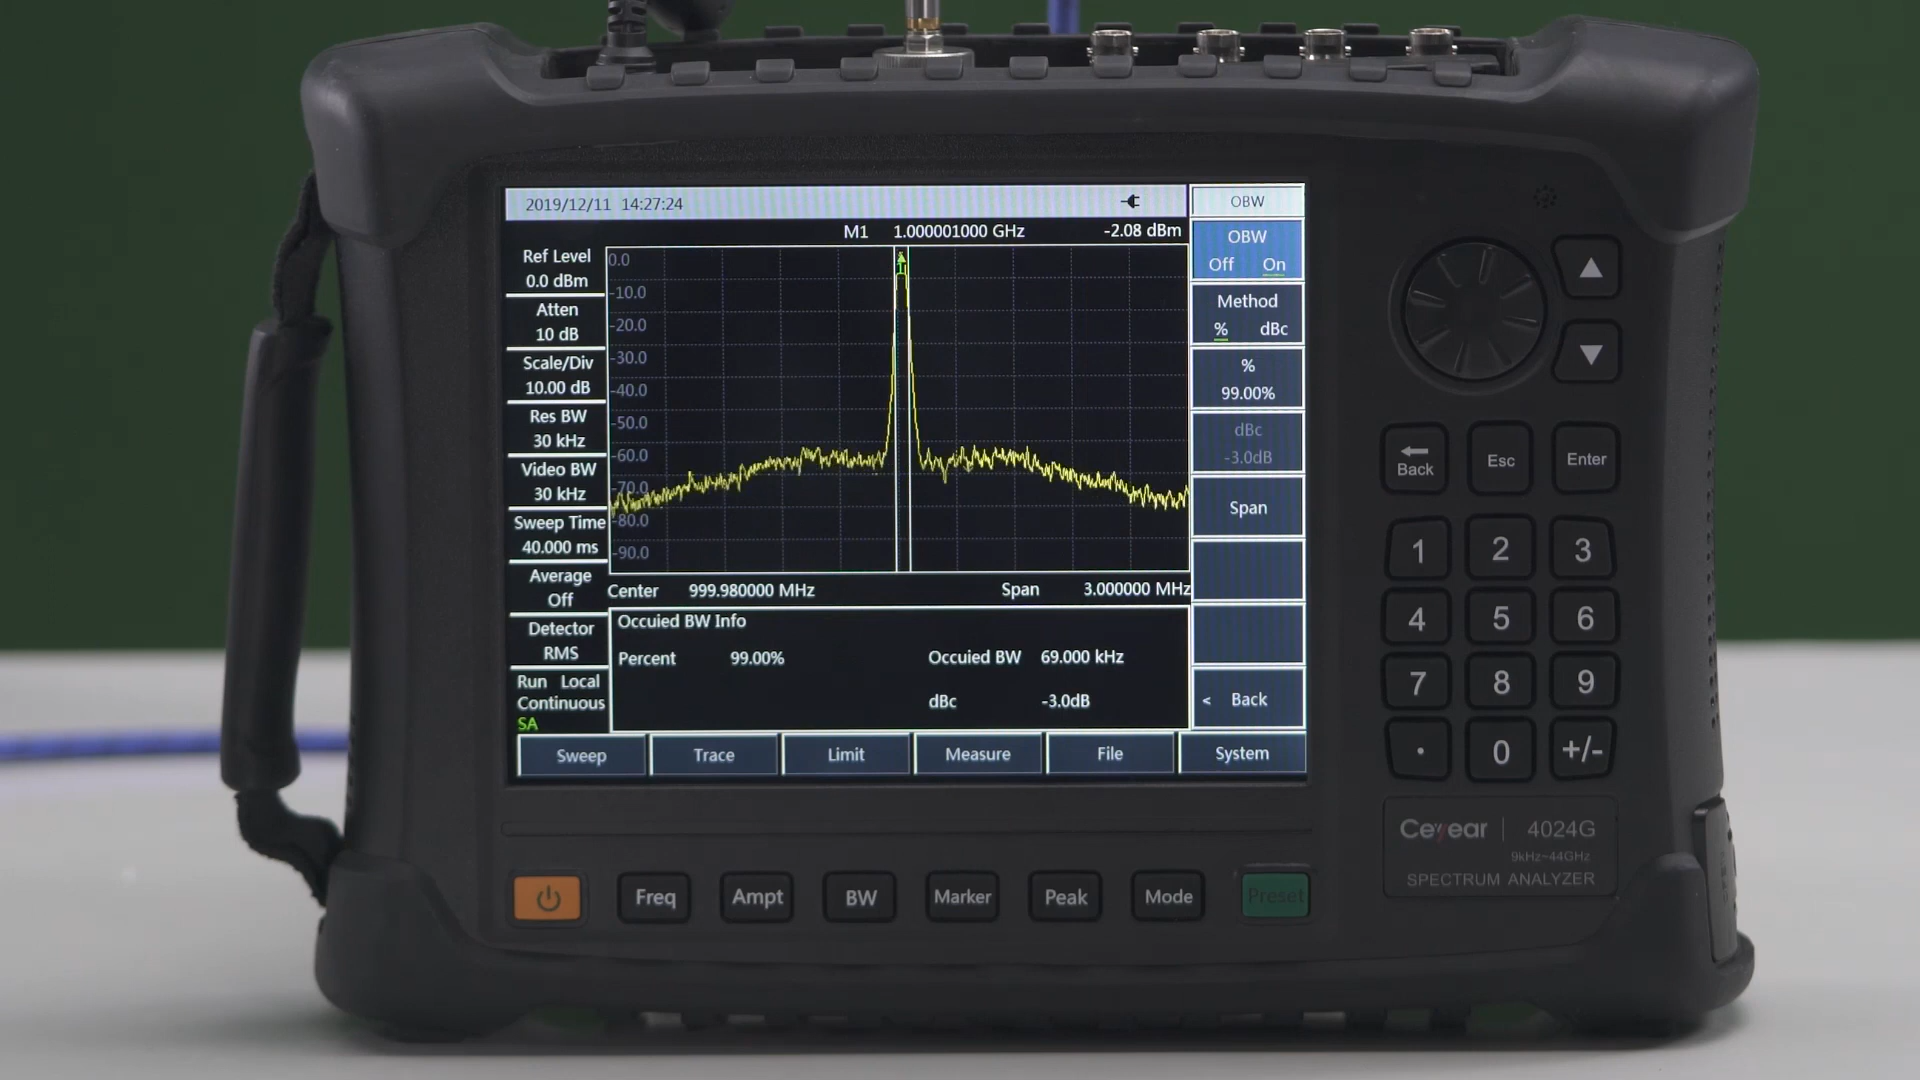 2019/12/11 14:27:24
OBW
M1 1.000001000 GHz -2.08 dBm
OBW
Off On
Ref Level
0.0 dBm
0.0
-10.0
-20.0
-30.0
-40.0
-50.0
-60.0
-70.0
-80.0
-90.0
1
Atten
10 dB
Scale/Div
10.00 dB
Res BW
30 kHz
Video BW
30 kHz
Sweep Time
40.000 ms
Average
Off
Detector
RMS
Run Local
Continuous
SA
Method
% dBc
%
99.00%
dBc
-3.0dB
Span
< Back
Center 999.980000 MHz Span 3.000000 MHz
Occuied BW Info
Percent 99.00% Occuied BW 69.000 kHz
dBc -3.0dB
Sweep Trace Limit Measure File System
Back Esc Enter
1 2 3
4 5 6
7 8 9
. 0 +/-
Ceyear 4024G
9kHz~44GHz
SPECTRUM ANALYZER
Freq Ampt BW Marker Peak Mode Preset